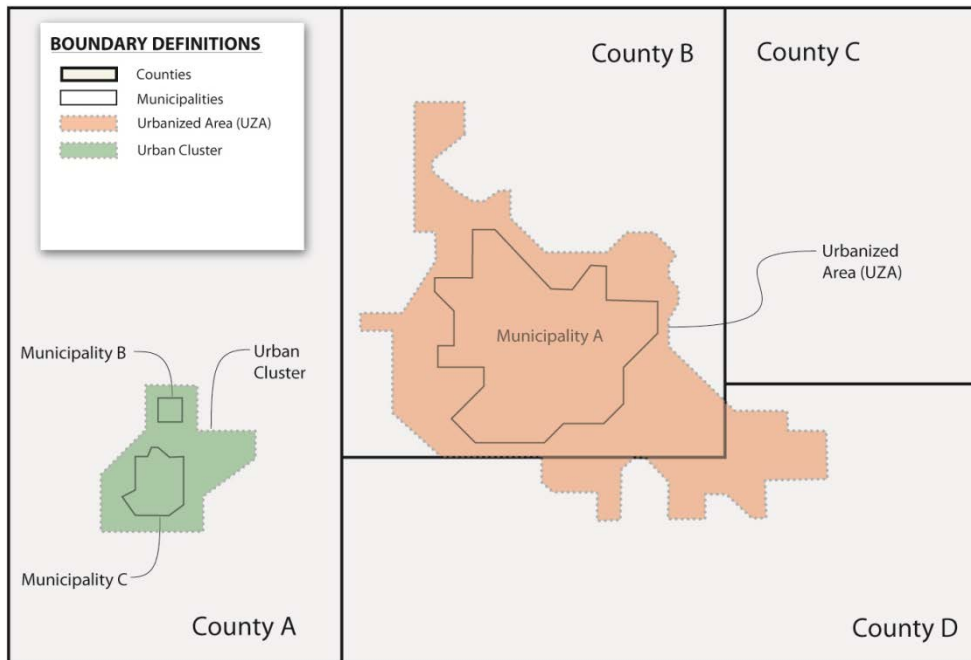 BOUNDARY DEFINITIONS
Counties
Municipalities
Urbanized Area (UZA)
Urban Cluster
County B
County C
Urbanized
Area (UZA)
Municipality A
Municipality B
Urban
Cluster
Municipality C
County A
County D